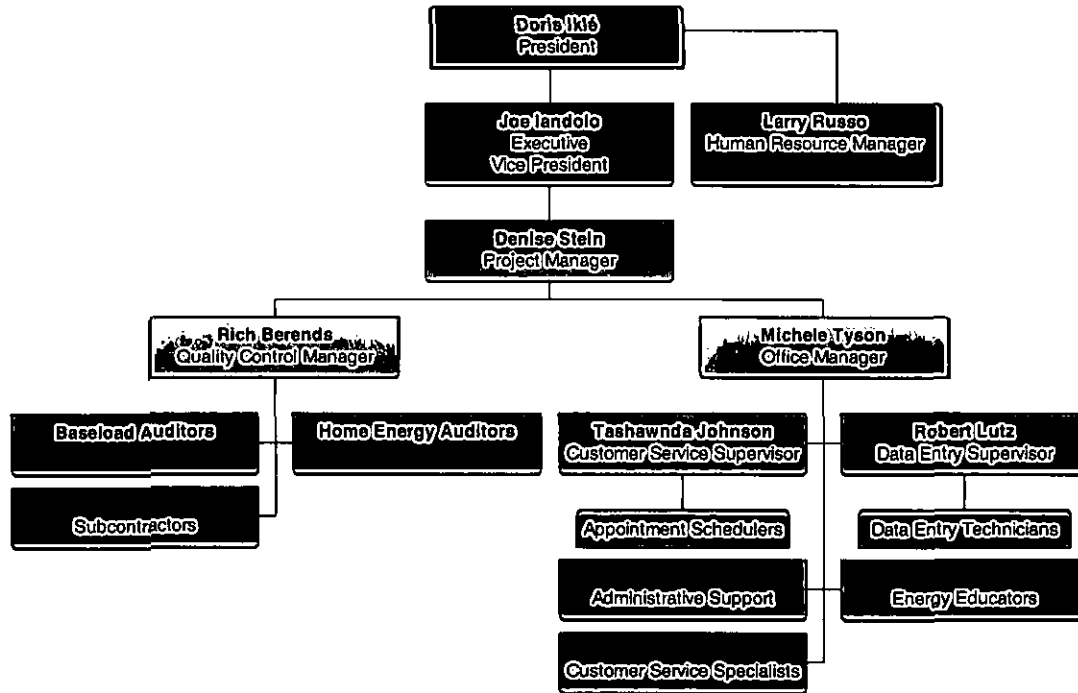 Doris Iklé
President
Joe Iandolo
Executive
Vice President
Larry Russo
Human Resource Manager
Denise Stein
Project Manager
Rich Berends
Quality Control Manager
Michele Tyson
Office Manager
Baseload Auditors
Home Energy Auditors
Tashawnda Johnson
Customer Service Supervisor
Robert Lutz
Data Entry Supervisor
Subcontractors
Appointment Schedulers
Data Entry Technicians
Administrative Support
Energy Educators
Customer Service Specialists